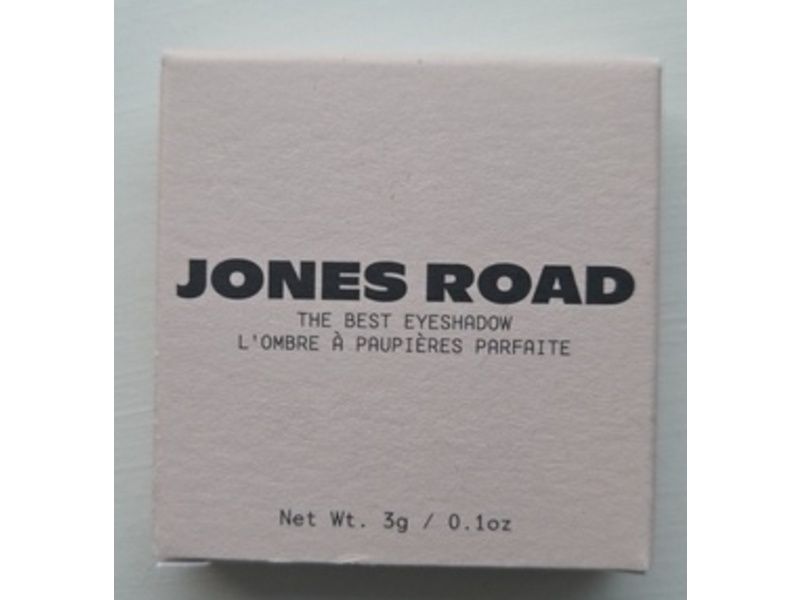 JONES ROAD
THE BEST EYESHADOW
L'OMBRE À PAUPIÈRES PARFAITE
Net Wt. 3g / 0.1oz